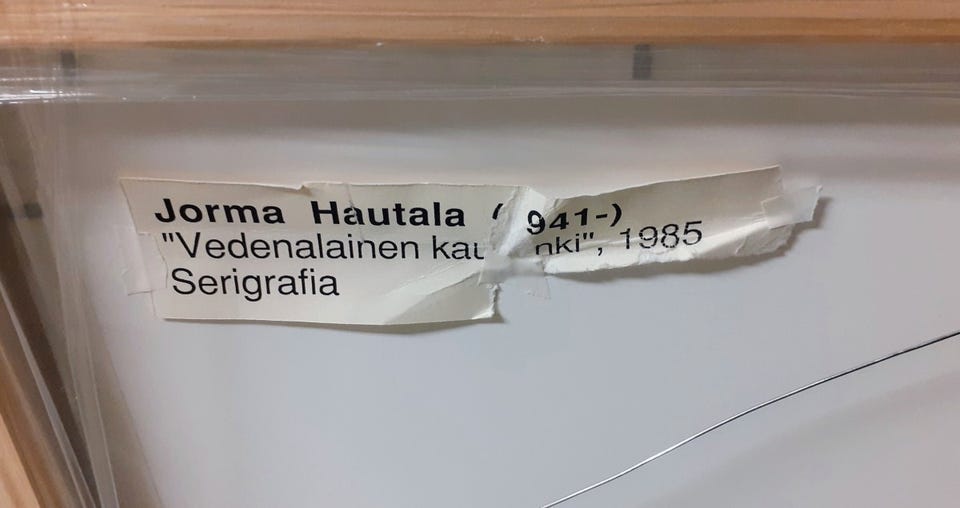 Jorma Hautala ( 941-)
"Vedenalainen kau nki", 1985
Serigrafia